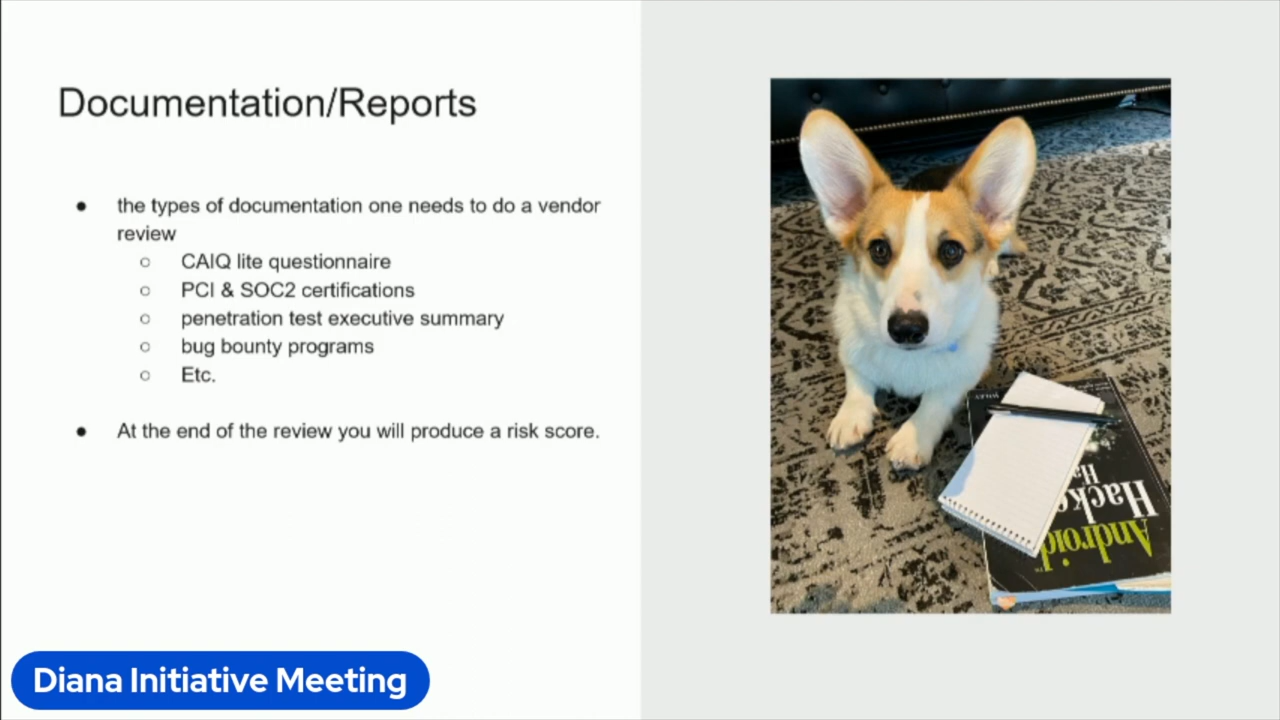 Documentation/Reports
the types of documentation one needs to do a vendor
review
CAIQ lite questionnaire
PCI & SOC2 certifications
penetration test executive summary
bug bounty programs
Etc.
At the end of the review you will produce a risk score.
WILEY
Android
Diana Initiative Meeting